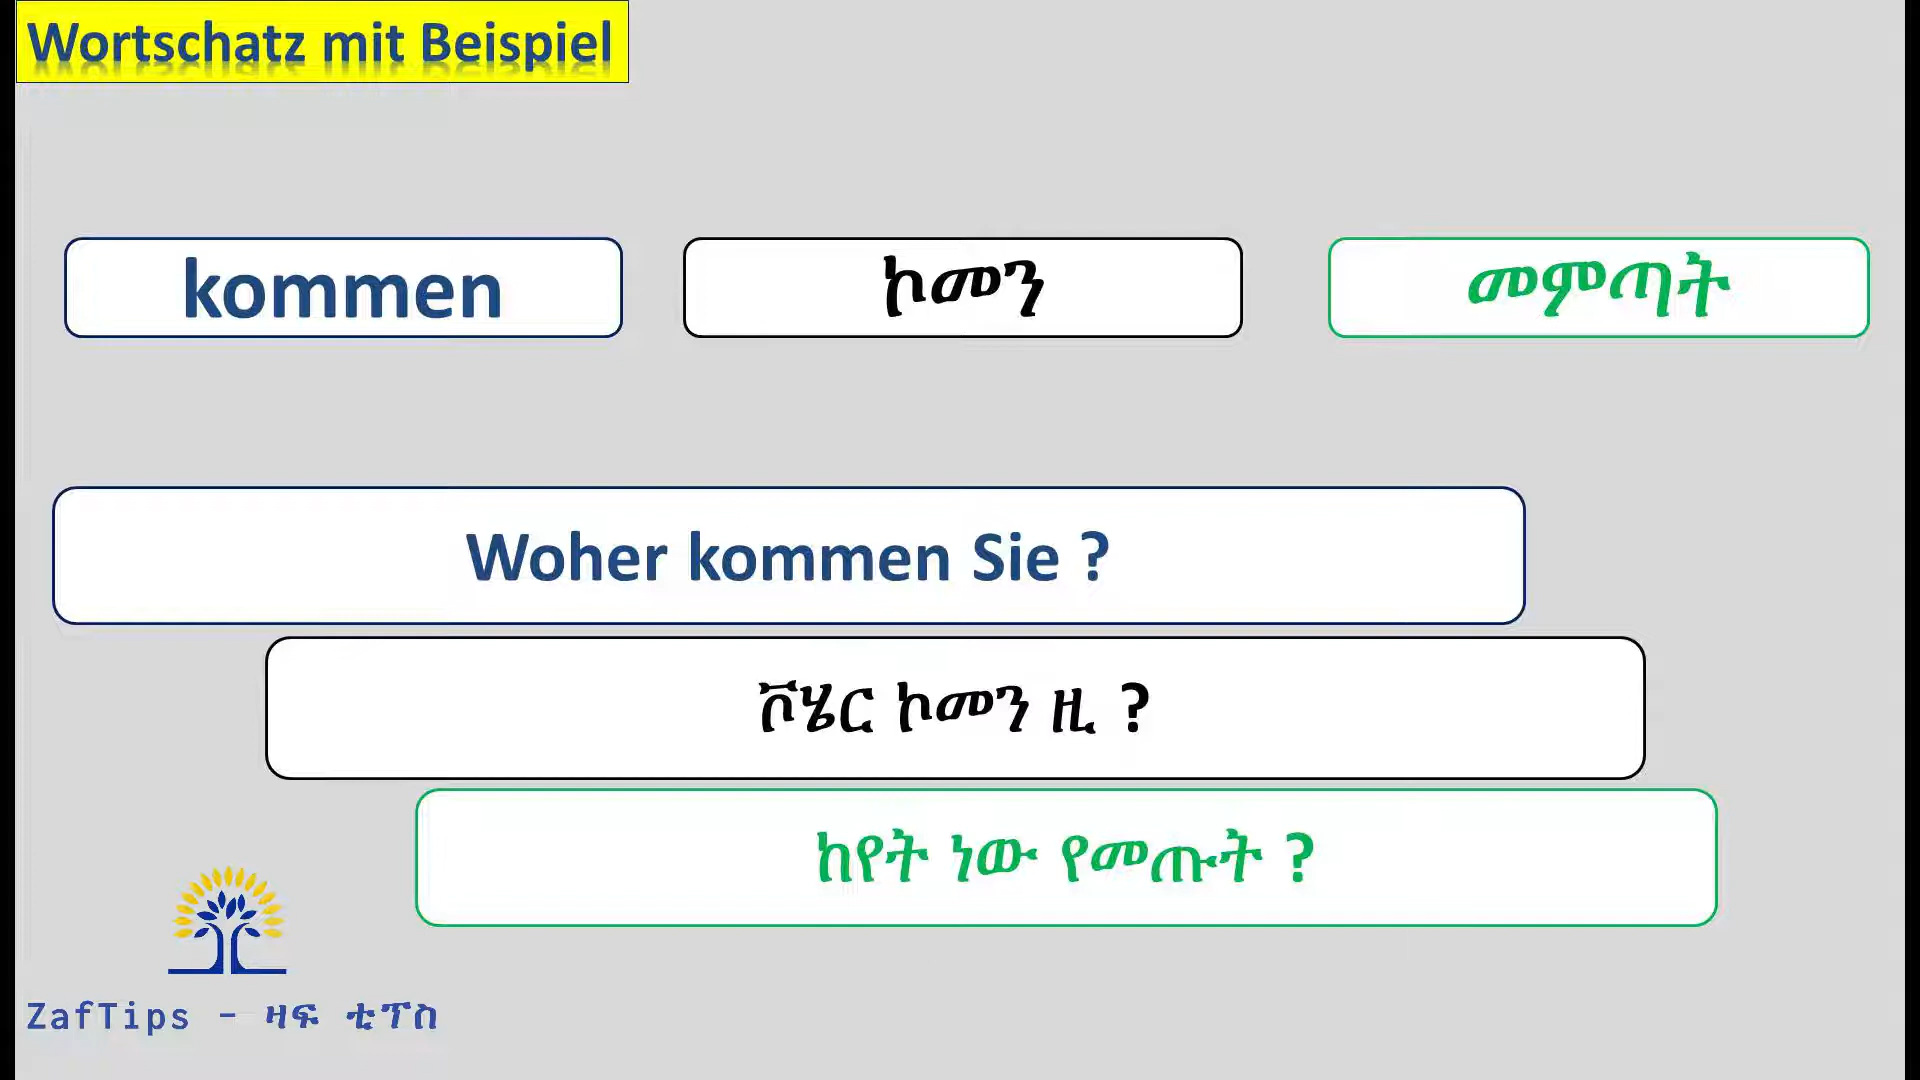 Wortschatz mit Beispiel
kommen
ኮመን
መምጣት
Woher kommen Sie ?
ቮሄር ኮመን ዚ ?
ከየት ነው የመጡት ?
ZafTips - ዛፍ ቲፕስ